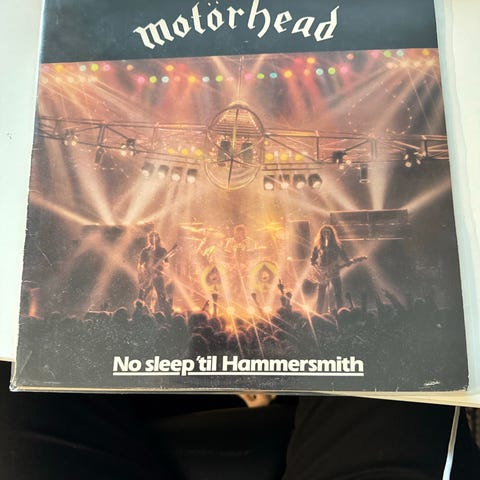 motörhead
No sleep 'til Hammersmith